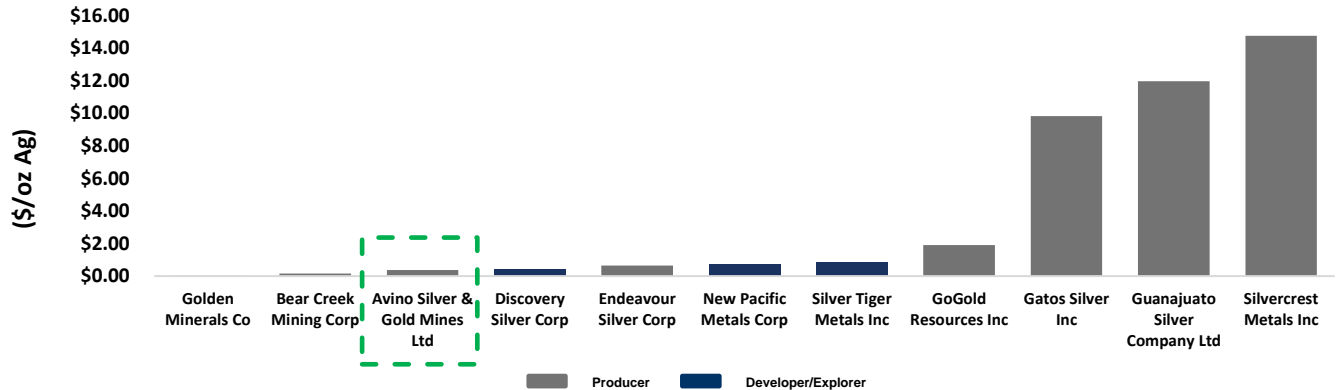 $16.00
$14.00
$12.00
$10.00
$8.00
$6.00
$4.00
$2.00
$0.00
($/oz Ag)
Golden
Minerals Co
Bear Creek
Mining Corp
Avino Silver &
Gold Mines
Ltd
Discovery
Silver Corp
Endeavour
Silver Corp
New Pacific
Metals Corp
Silver Tiger
Metals Inc
GoGold
Resources Inc
Gatos Silver
Inc
Guanajuato
Silver
Company Ltd
Silvercrest
Metals Inc
Producer
Developer/Explorer